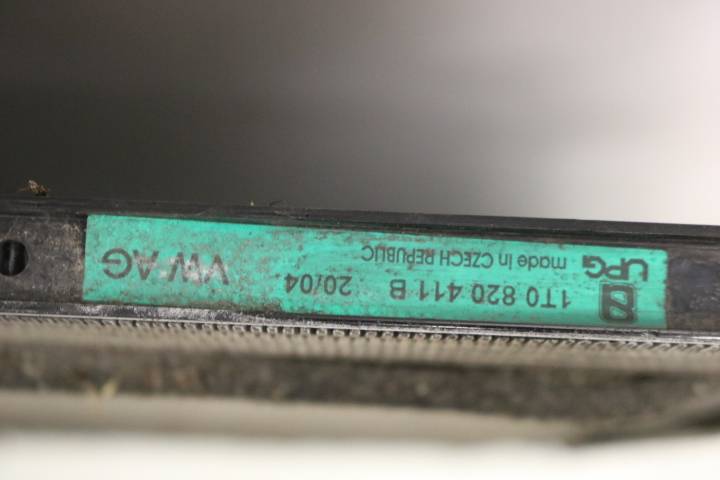 1T0 820 411 B 20/04
UPG made in CZECH REPUBLIC VW AG